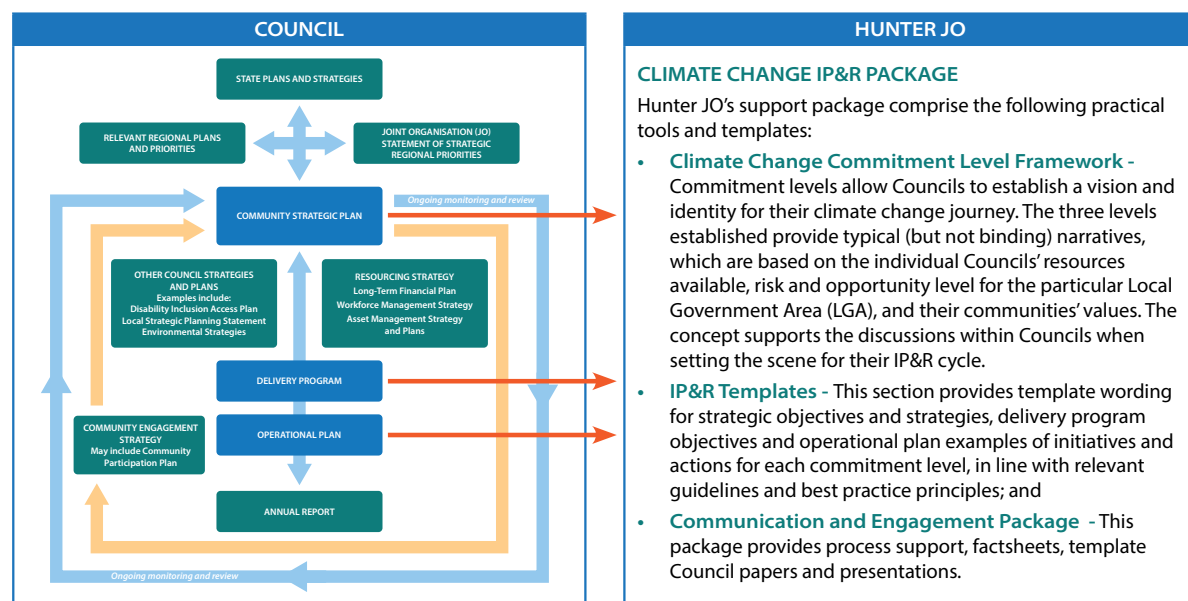 COUNCIL
STATE PLANS AND STRATEGIES
RELEVANT REGIONAL PLANS
AND PRIORITIES
JOINT ORGANISATION (JO)
STATEMENT OF STRATEGIC
REGIONAL PRIORITIES
COMMUNITY STRATEGIC PLAN
Ongoing monitoring and review
OTHER COUNCIL STRATEGIES
AND PLANS
Examples include:
Disability Inclusion Access Plan
Local Strategic Planning Statement
Environmental Strategies
RESOURCING STRATEGY
Long-Term Financial Plan
Workforce Management Strategy
Asset Management Strategy
and Plans
DELIVERY PROGRAM
COMMUNITY ENGAGEMENT
STRATEGY
May include Community
Participation Plan
OPERATIONAL PLAN
ANNUAL REPORT
Ongoing monitoring and review
HUNTER JO
CLIMATE CHANGE IP&R PACKAGE
Hunter JO's support package comprise the following practical
tools and templates:
• Climate Change Commitment Level Framework -
Commitment levels allow Councils to establish a vision and
identity for their climate change journey. The three levels
established provide typical (but not binding) narratives,
which are based on the individual Councils' resources
available, risk and opportunity level for the particular Local
Government Area (LGA), and their communities' values. The
concept supports the discussions within Councils when
setting the scene for their IP&R cycle.
• IP&R Templates - This section provides template wording
for strategic objectives and strategies, delivery program
objectives and operational plan examples of initiatives and
actions for each commitment level, in line with relevant
guidelines and best practice principles; and
• Communication and Engagement Package - This
package provides process support, factsheets, template
Council papers and presentations.